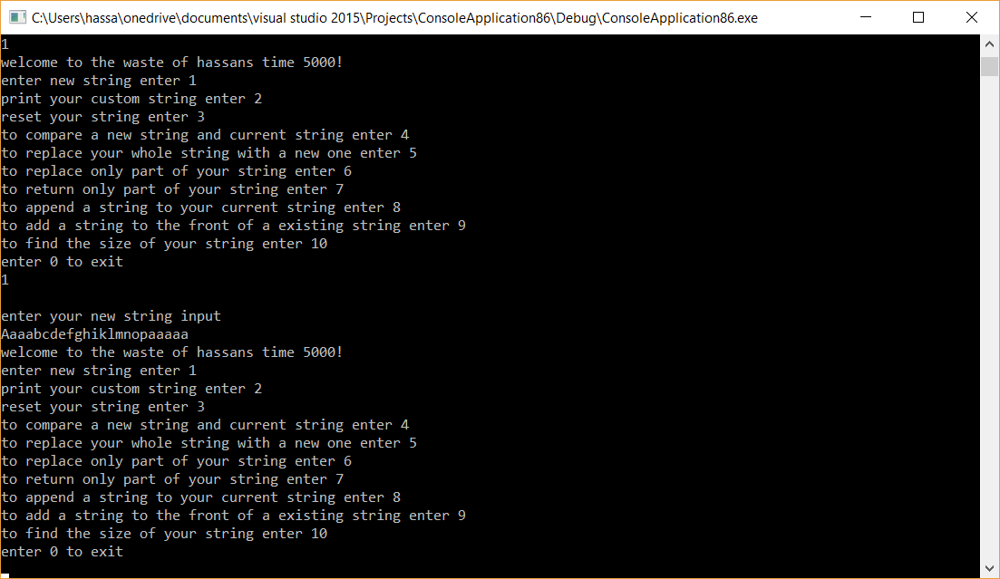 C:\Users\hassa\onedrive\documents\visual studio 2015\Projects\ConsoleApplication86\Debug\ConsoleApplication86.exe
1
welcome to the waste of hassans time 5000!
enter new string enter 1
print your custom string enter 2
reset your string enter 3
to compare a new string and current string enter 4
to replace your whole string with a new one enter 5
to replace only part of your string enter 6
to return only part of your string enter 7
to append a string to your current string enter 8
to add a string to the front of a existing string enter 9
to find the size of your string enter 10
enter 0 to exit
1
enter your new string input
Aaaabcdefghiklmnopaaaaa
welcome to the waste of hassans time 5000!
enter new string enter 1
print your custom string enter 2
reset your string enter 3
to compare a new string and current string enter 4
to replace your whole string with a new one enter 5
to replace only part of your string enter 6
to return only part of your string enter 7
to append a string to your current string enter 8
to add a string to the front of a existing string enter 9
to find the size of your string enter 10
enter 0 to exit